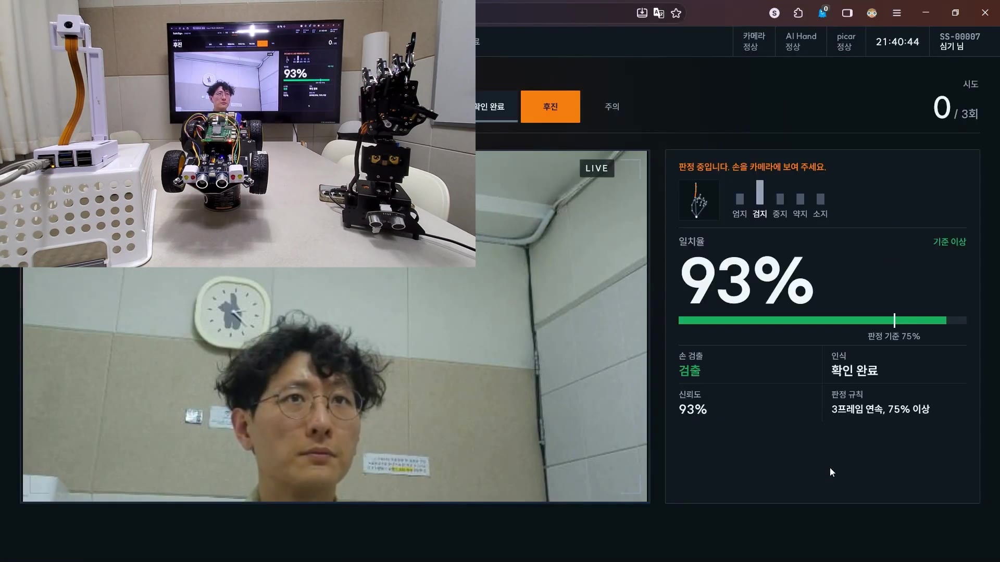 카메라
정상
AI Hand
정상
picar
정상
21:40:44
SS-00007
심기 님
확인 완료
후진
주의
시도
0 / 3회
LIVE
판정 중입니다. 손을 카메라에 보여 주세요.
엄지 검지 중지 약지 소지
일치율
기준 이상
93%
판정 기준 75%
손 검출
검출
인식
확인 완료
신뢰도
93%
판정 규칙
3프레임 연속, 75% 이상
SafeSign
후진
0
93%
0